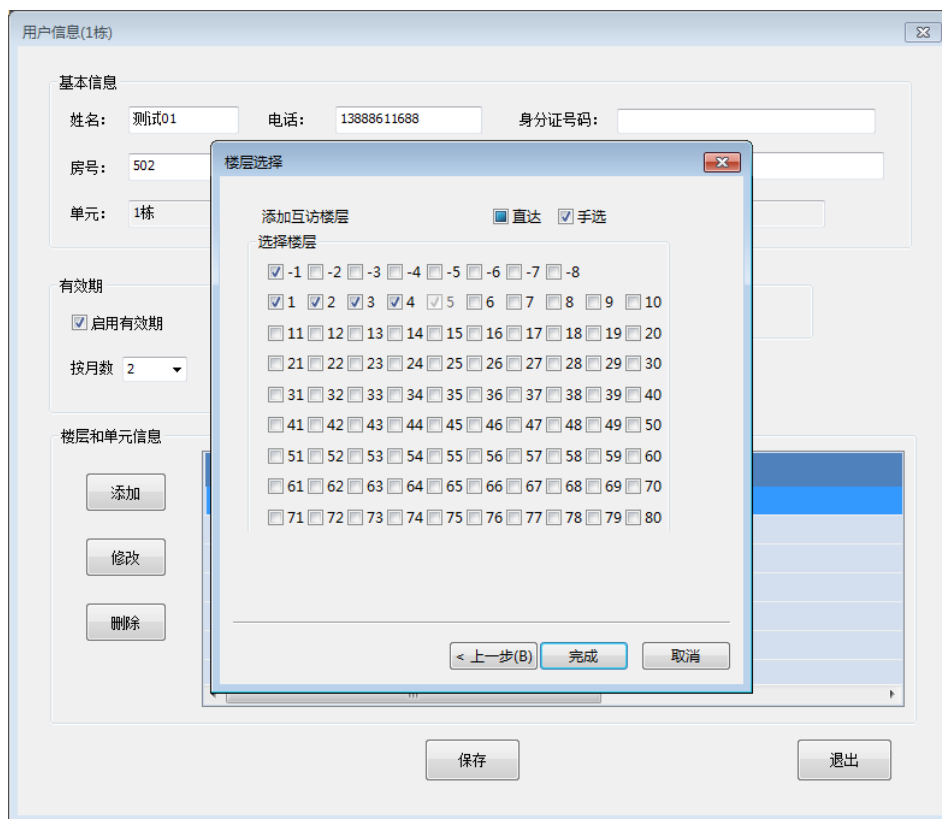 用户信息(1栋)
基本信息
姓名: 测试01 电话: 13888611688 身份证号码:
房号: 502
单元: 1栋
有效期
启用有效期
按月数 2
楼层和单元信息
添加
修改
删除
楼层选择
添加互访楼层 直达 手选
选择楼层
-1 -2 -3 -4 -5 -6 -7 -8
1 2 3 4 5 6 7 8 9 10
11 12 13 14 15 16 17 18 19 20
21 22 23 24 25 26 27 28 29 30
31 32 33 34 35 36 37 38 39 40
41 42 43 44 45 46 47 48 49 50
51 52 53 54 55 56 57 58 59 60
61 62 63 64 65 66 67 68 69 70
71 72 73 74 75 76 77 78 79 80
< 上一步(B) 完成 取消
保存 退出